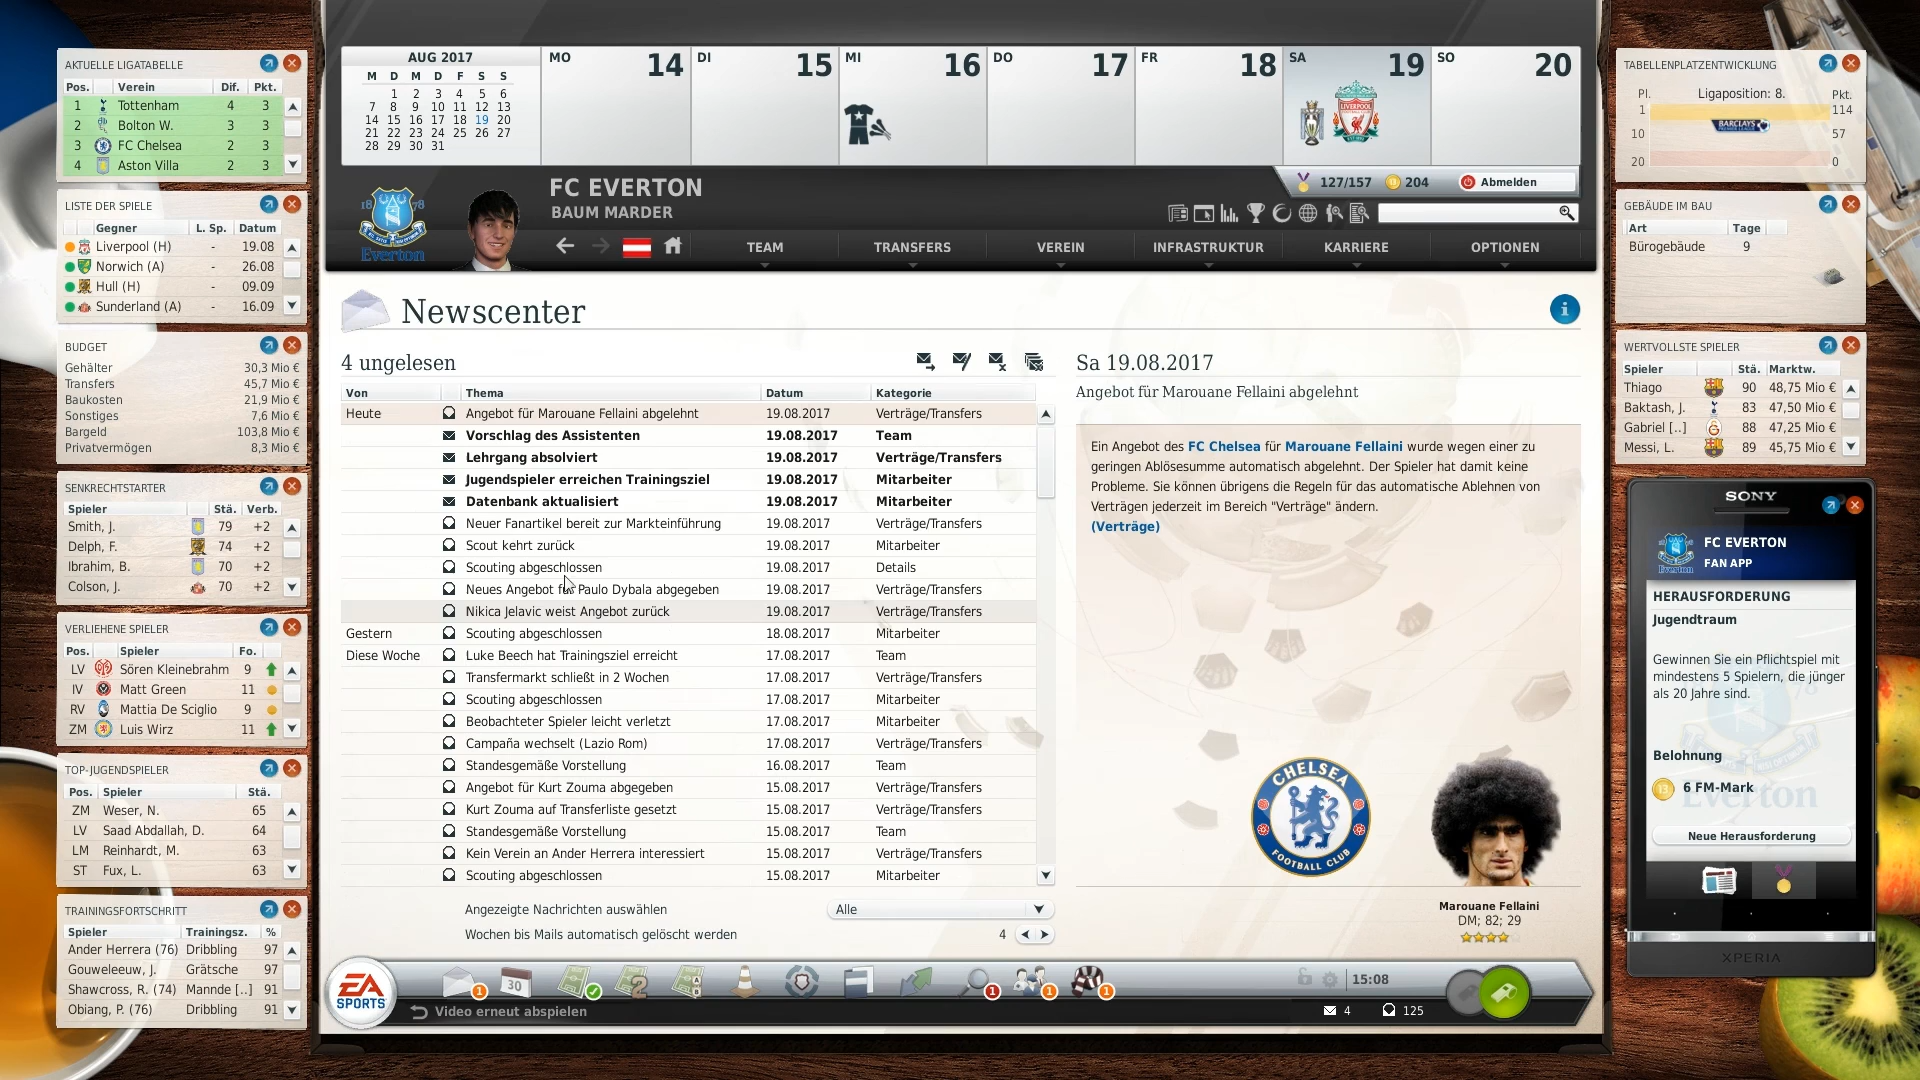 AKTUELLE LIGATABELLE
Pos. Verein Dif. Pkt.
1 Tottenham 4 3
2 Bolton W. 3 3
3 FC Chelsea 2 3
4 Aston Villa 2 3
LISTE DER SPIELE
Gegner L. Sp. Datum
Liverpool (H) - 19.08
Norwich (A) - 26.08
Hull (H) - 09.09
Sunderland (A) - 16.09
BUDGET
Gehälter 30,3 Mio €
Transfers 45,7 Mio €
Baukosten 21,9 Mio €
Sonstiges 7,6 Mio €
Bargeld 103,8 Mio €
Privatvermögen 8,3 Mio €
SENKRECHTSTARTER
Spieler Stä. Verb.
Smith, J. 79 +2
Delph, F. 74 +2
Ibrahim, B. 70 +2
Colson, J. 70 +2
VERLIEHENE SPIELER
Pos. Spieler Fo.
LV Sören Kleinebrahm 9
IV Matt Green 11
RV Mattia De Sciglio 9
ZM Luis Wirz 11
TOP-JUGENDSPIELER
Pos. Spieler Stä.
ZM Weser, N. 65
LV Saad Abdallah, D. 64
LM Reinhardt, M. 63
ST Fux, L. 63
TRAININGSFORTSCHRITT
Spieler Trainingsz. %
Ander Herrera (76) Dribbling 97
Gouweleeuw, J. Grätsche 97
Shawcross, R. (74) Mannde [..] 91
Obiang, P. (76) Dribbling 91
AUG 2017
M D M D F S S
1 2 3 4 5 6
7 8 9 10 11 12 13
14 15 16 17 18 19 20
21 22 23 24 25 26 27
28 29 30 31
MO 14 DI 15 MI 16 DO 17 FR 18 SA 19 SO 20
18 78
Everton
FC EVERTON
BAUM MARDER
127/157 204 Abmelden
TEAM TRANSFERS VEREIN INFRASTRUKTUR KARRIERE OPTIONEN
Newscenter
4 ungelesen
Von Thema Datum Kategorie
Heute Angebot für Marouane Fellaini abgelehnt 19.08.2017 Verträge/Transfers
Vorschlag des Assistenten 19.08.2017 Team
Lehrgang absolviert 19.08.2017 Verträge/Transfers
Jugendspieler erreichen Trainingsziel 19.08.2017 Mitarbeiter
Datenbank aktualisiert 19.08.2017 Mitarbeiter
Neuer Fanartikel bereit zur Markteinführung 19.08.2017 Verträge/Transfers
Scout kehrt zurück 19.08.2017 Mitarbeiter
Scouting abgeschlossen 19.08.2017 Details
Neues Angebot für Paulo Dybala abgegeben 19.08.2017 Verträge/Transfers
Nikica Jelavic weist Angebot zurück 19.08.2017 Verträge/Transfers
Gestern Scouting abgeschlossen 18.08.2017 Mitarbeiter
Diese Woche Luke Beech hat Trainingsziel erreicht 17.08.2017 Team
Transfermarkt schließt in 2 Wochen 17.08.2017 Verträge/Transfers
Scouting abgeschlossen 17.08.2017 Mitarbeiter
Beobachteter Spieler leicht verletzt 17.08.2017 Mitarbeiter
Campaña wechselt (Lazio Rom) 17.08.2017 Verträge/Transfers
Standesgemäße Vorstellung 16.08.2017 Team
Angebot für Kurt Zouma abgegeben 15.08.2017 Verträge/Transfers
Kurt Zouma auf Transferliste gesetzt 15.08.2017 Verträge/Transfers
Standesgemäße Vorstellung 15.08.2017 Team
Kein Verein an Ander Herrera interessiert 15.08.2017 Verträge/Transfers
Scouting abgeschlossen 15.08.2017 Mitarbeiter
Angezeigte Nachrichten auswählen Alle
Wochen bis Mails automatisch gelöscht werden 4
Sa 19.08.2017
Angebot für Marouane Fellaini abgelehnt
Ein Angebot des FC Chelsea für Marouane Fellaini wurde wegen einer zu
geringen Ablösesumme automatisch abgelehnt. Der Spieler hat damit keine
Probleme. Sie können übrigens die Regeln für das automatische Ablehnen von
Verträgen jederzeit im Bereich "Verträge" ändern.
(Verträge)
CHELSEA
FOOTBALL CLUB
Marouane Fellaini
DM; 82; 29
EA
SPORTS
1 30 2 1 1 1
15:08
Video erneut abspielen
4 125
TABELLENPLATZENTWICKLUNG
Pl. Ligaposition: 8. Pkt.
1 114
BARCLAYS
10 57
20 0
GEBÄUDE IM BAU
Art Tage
Bürogebäude 9
WERTVOLLSTE SPIELER
Spieler Stä. Marktw.
Thiago 90 48,75 Mio €
Baktash, J. 83 47,50 Mio €
Gabriel [..] 88 47,25 Mio €
Messi, L. 89 45,75 Mio €
SONY
FC EVERTON
FAN APP
HERAUSFORDERUNG
Jugendtraum
Gewinnen Sie ein Pflichtspiel mit
mindestens 5 Spielern, die jünger
als 20 Jahre sind.
Belohnung
6 FM-Mark
Everton
Neue Herausforderung
XPERIA